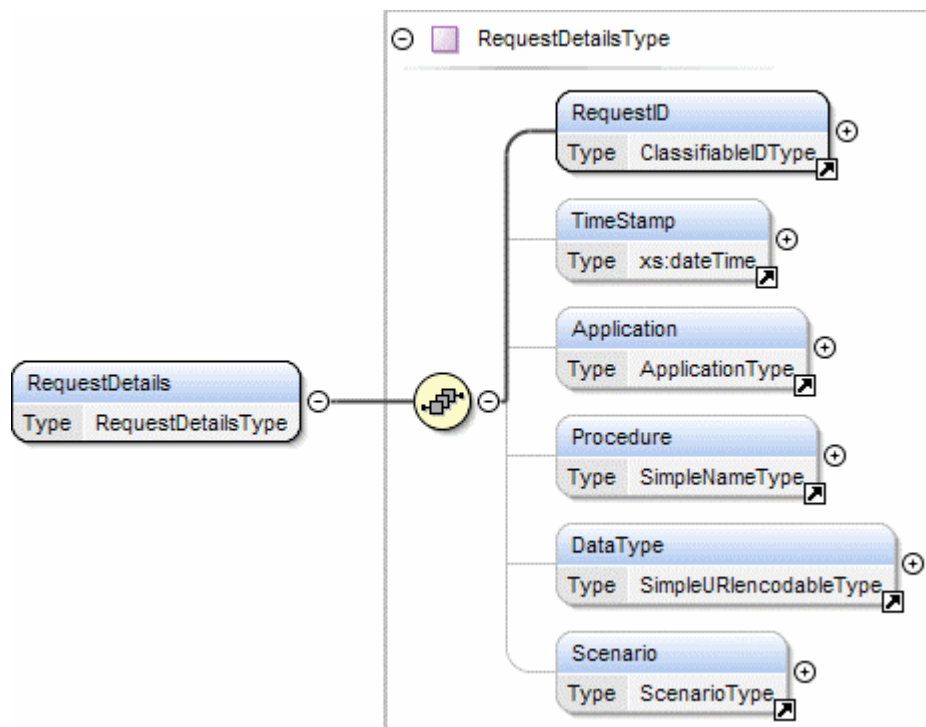 RequestDetailsType
RequestID
Type ClassifiableIDType
TimeStamp
Type xs:dateTime
Application
Type ApplicationType
RequestDetails
Type RequestDetailsType
Procedure
Type SimpleNameType
DataType
Type SimpleURIencodableType
Scenario
Type ScenarioType